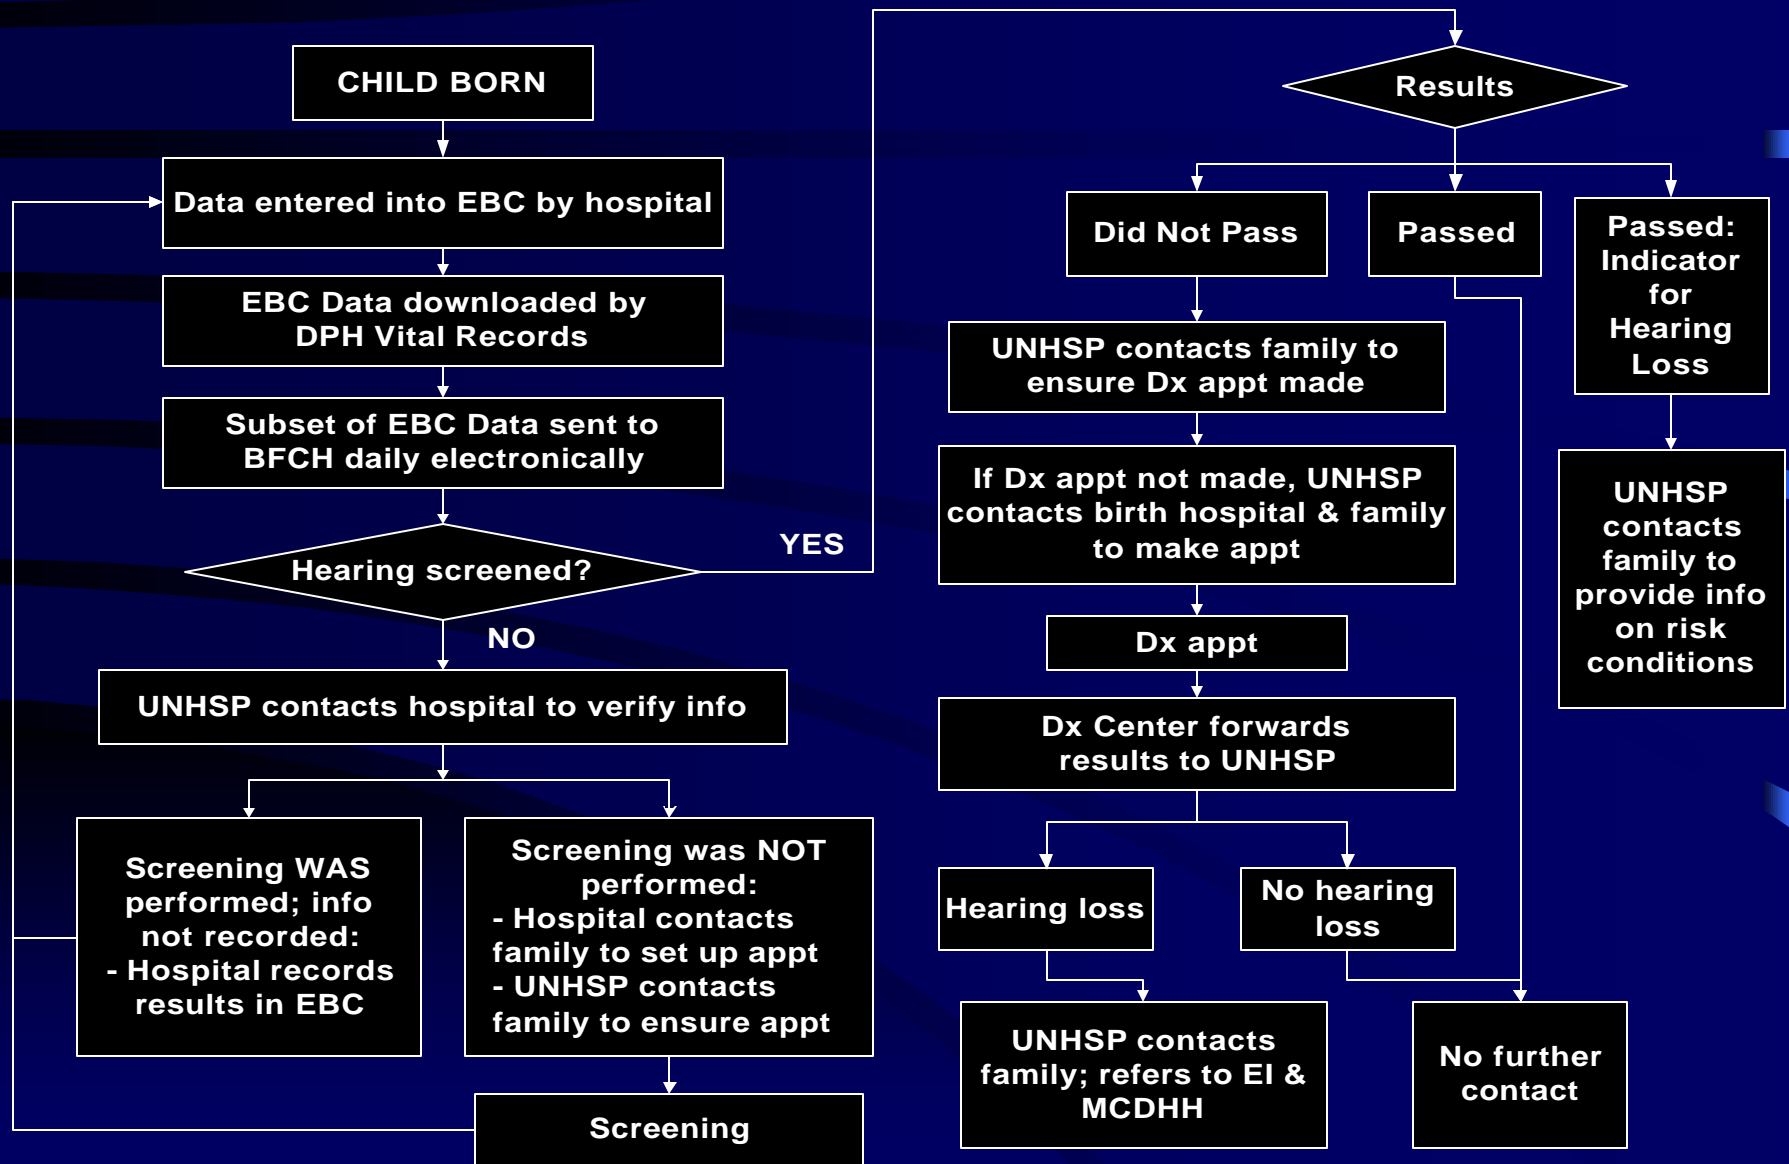 CHILD BORN
Data entered into EBC by hospital
EBC Data downloaded by
DPH Vital Records
Subset of EBC Data sent to
BFCH daily electronically
Hearing screened?
YES
NO
UNHSP contacts hospital to verify info
Screening WAS
performed; info
not recorded:
- Hospital records
results in EBC
Screening was NOT
performed:
- Hospital contacts
family to set up appt
- UNHSP contacts
family to ensure appt
Screening
Results
Did Not Pass
Passed
Passed:
Indicator
for
Hearing
Loss
UNHSP contacts family to
ensure Dx appt made
If Dx appt not made, UNHSP
contacts birth hospital & family
to make appt
Dx appt
Dx Center forwards
results to UNHSP
Hearing loss
No hearing
loss
UNHSP contacts
family; refers to EI &
MCDHH
No further
contact
UNHSP
contacts
family to
provide info
on risk
conditions